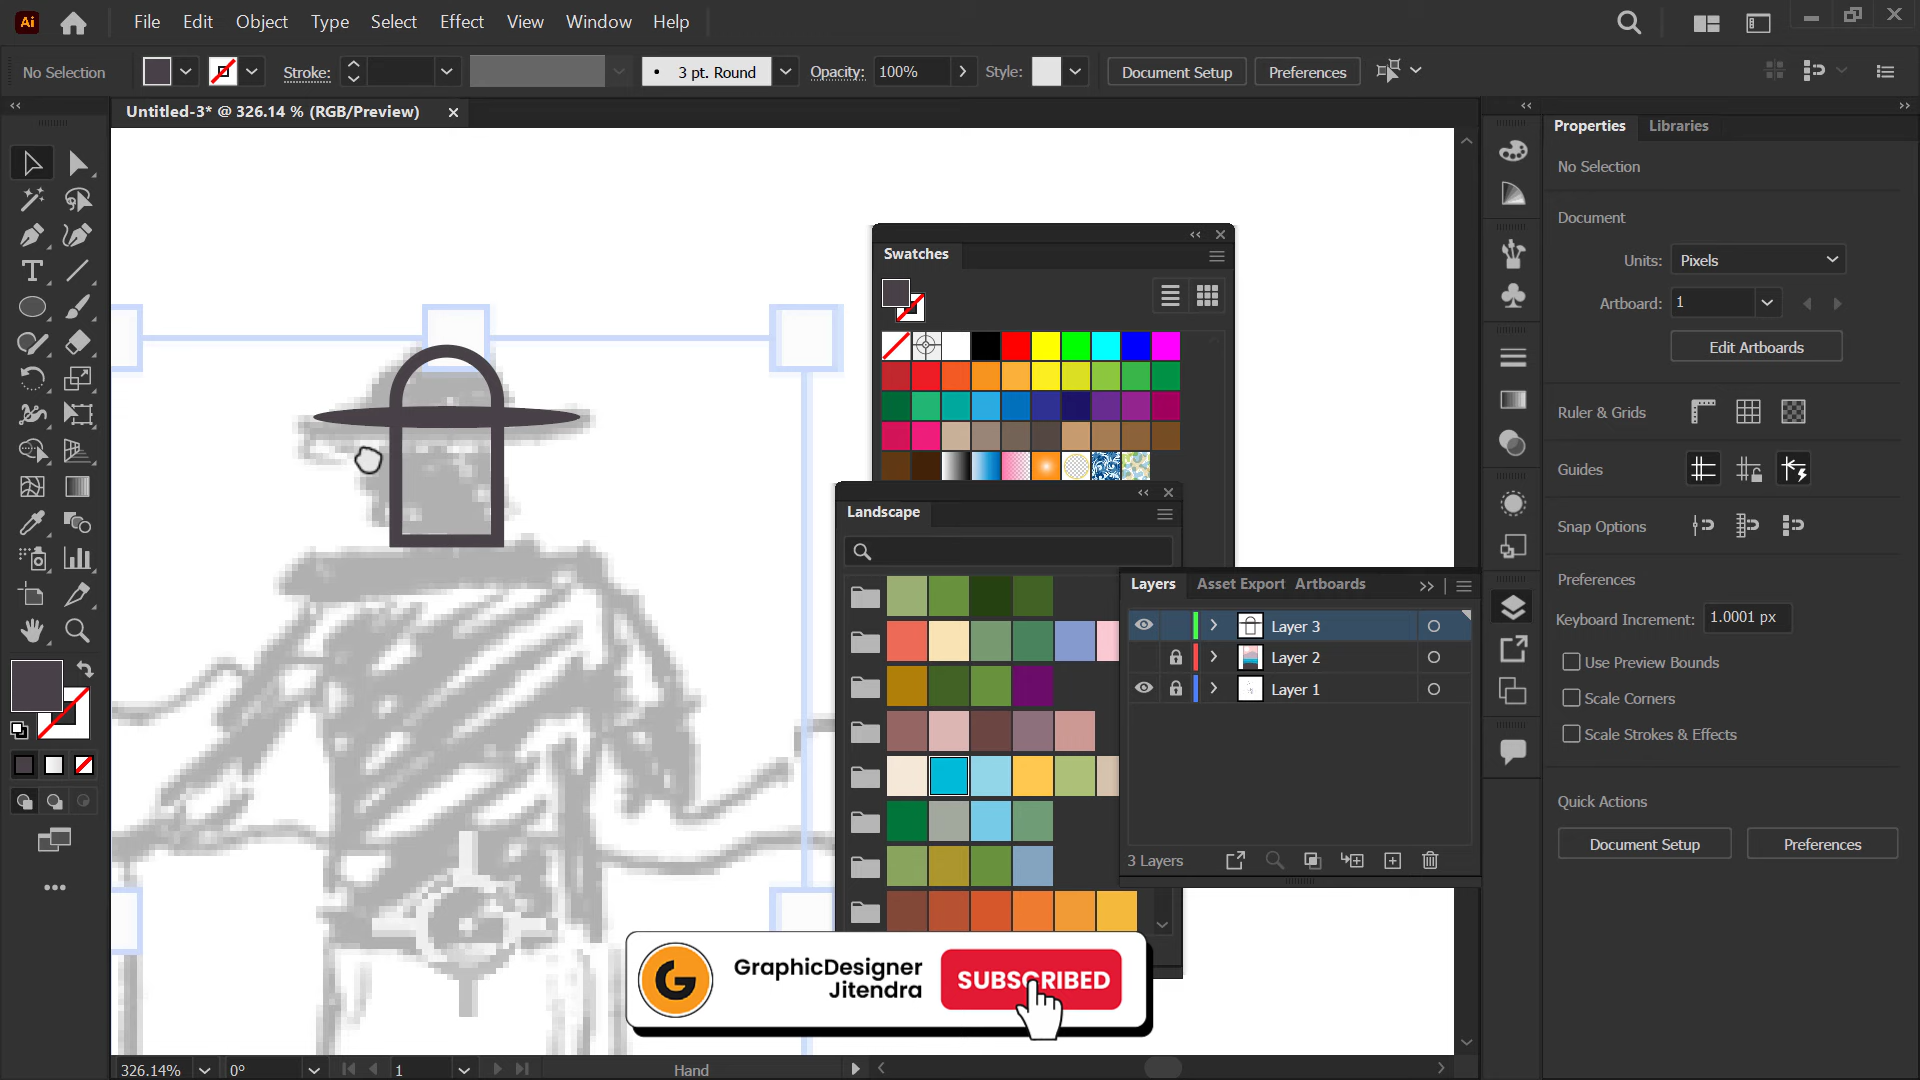 Ai File Edit Object Type Select Effect View Window Help
No Selection Stroke: 3 pt. Round Opacity: 100% Style: Document Setup Preferences
Untitled-3* @ 326.14 % (RGB/Preview)
Properties Libraries
No Selection
Document
Units: Pixels
Artboard: 1
Edit Artboards
Ruler & Grids
Guides
Snap Options
Preferences
Keyboard Increment: 1.0001 px
Use Preview Bounds
Scale Corners
Scale Strokes & Effects
Quick Actions
Document Setup Preferences
Swatches
Landscape
Layers Asset Export Artboards
Layer 3
Layer 2
Layer 1
3 Layers
G GraphicDesigner
Jitendra
SUBSCRIBED
326.14% 0° 1 Hand